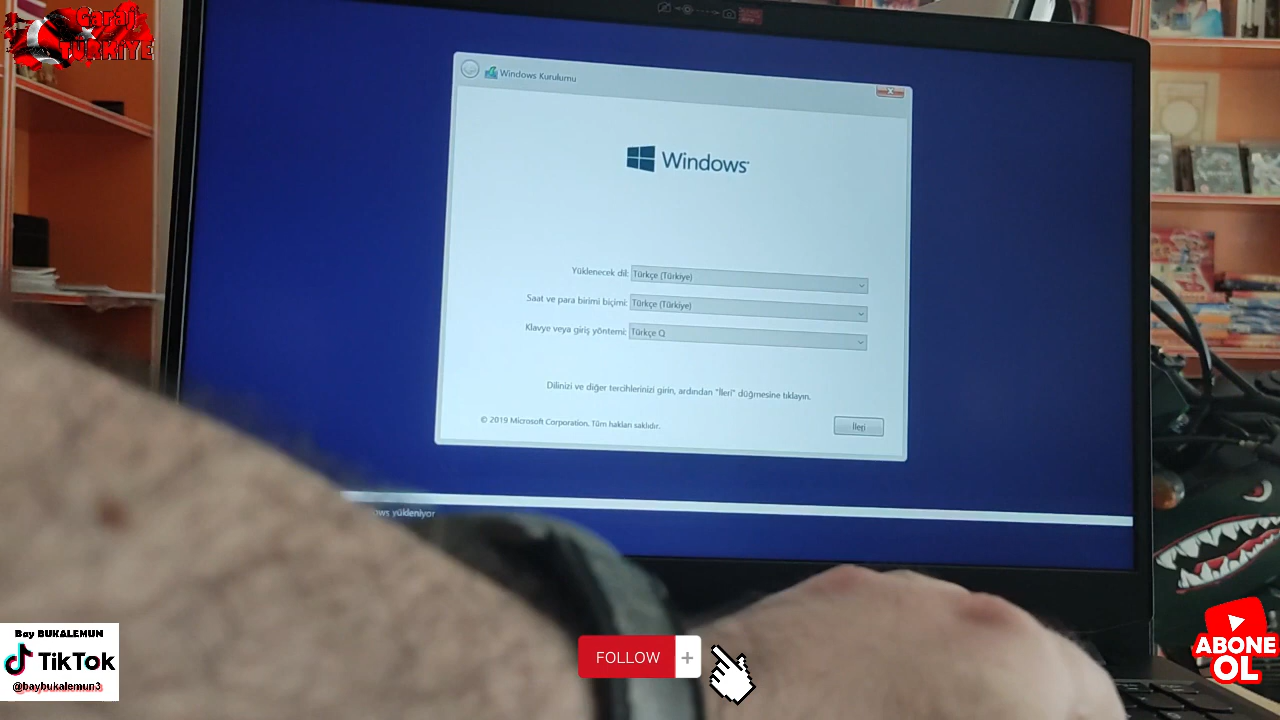 Garaj
TÜRKİYE
Windows Kurulumu
Windows
Yüklenecek dil: Türkçe (Türkiye)
Saat ve para birimi biçimi: Türkçe (Türkiye)
Klavye veya giriş yöntemi: Türkçe Q
Dilinizi ve diğer tercihlerinizi girin, ardından "İleri" düğmesine tıklayın.
© 2019 Microsoft Corporation. Tüm hakları saklıdır.
İleri
ows yükleniyor
Bay BUKALEMUN
TikTok
@baybukalemun3
FOLLOW +
ABONE
OL